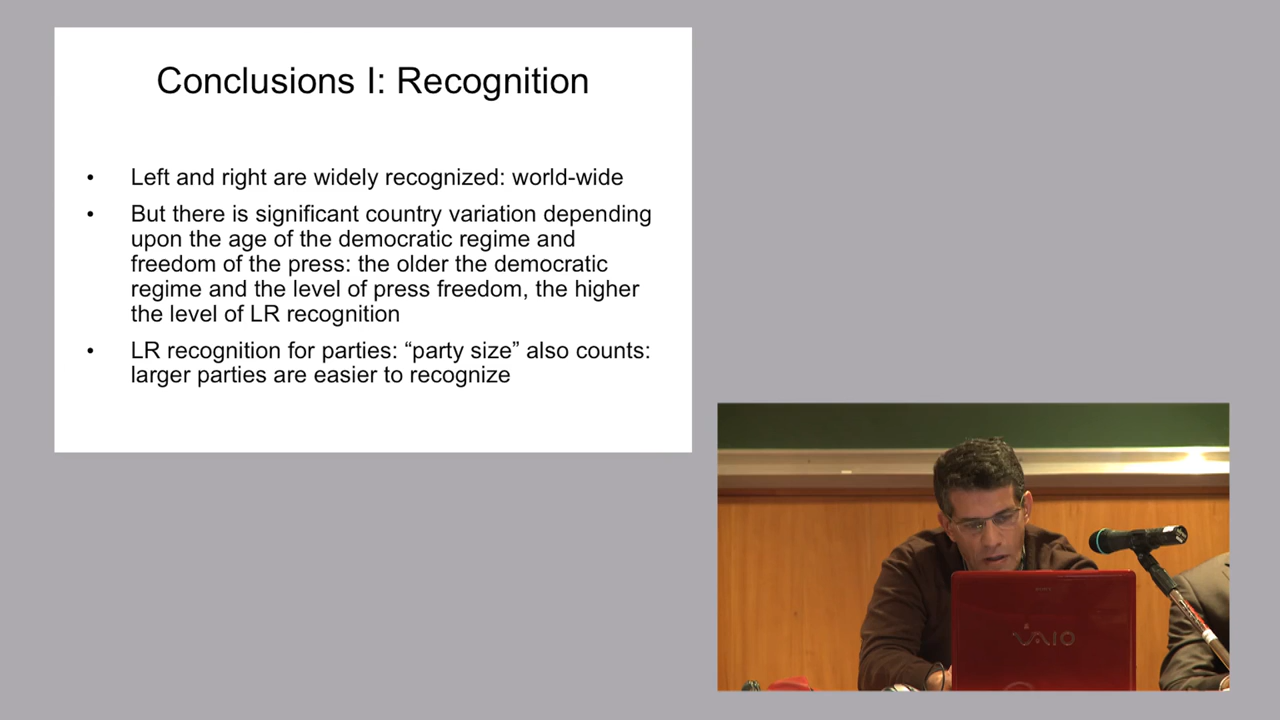 Conclusions I: Recognition
• Left and right are widely recognized: world-wide
• But there is significant country variation depending
upon the age of the democratic regime and
freedom of the press: the older the democratic
regime and the level of press freedom, the higher
the level of LR recognition
• LR recognition for parties: “party size” also counts:
larger parties are easier to recognize
VAIO